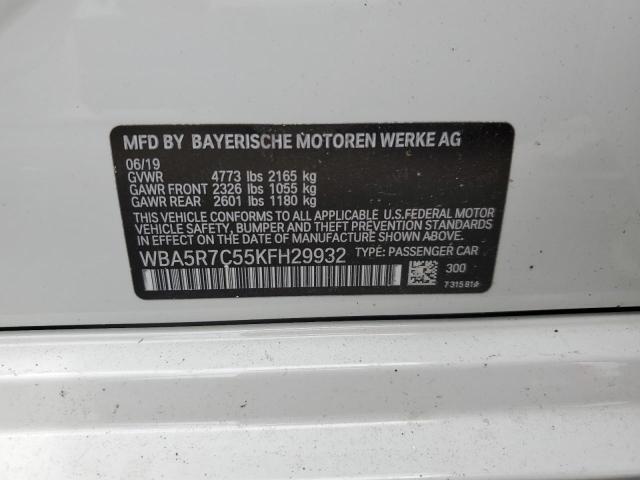 MFD BY BAYERISCHE MOTOREN WERKE AG
06/19
GVWR 4773 lbs 2165 kg
GAWR FRONT 2326 lbs 1055 kg
GAWR REAR 2601 lbs 1180 kg
THIS VEHICLE CONFORMS TO ALL APPLICABLE U.S.FEDERAL MOTOR
VEHICLE SAFETY, BUMPER, AND THEFT PREVENTION STANDARDS
IN EFFECT ON THE DATE OF MANUFACTURE SHOWN ABOVE.
WBA5R7C55KFH29932 TYPE: PASSENGER CAR
300